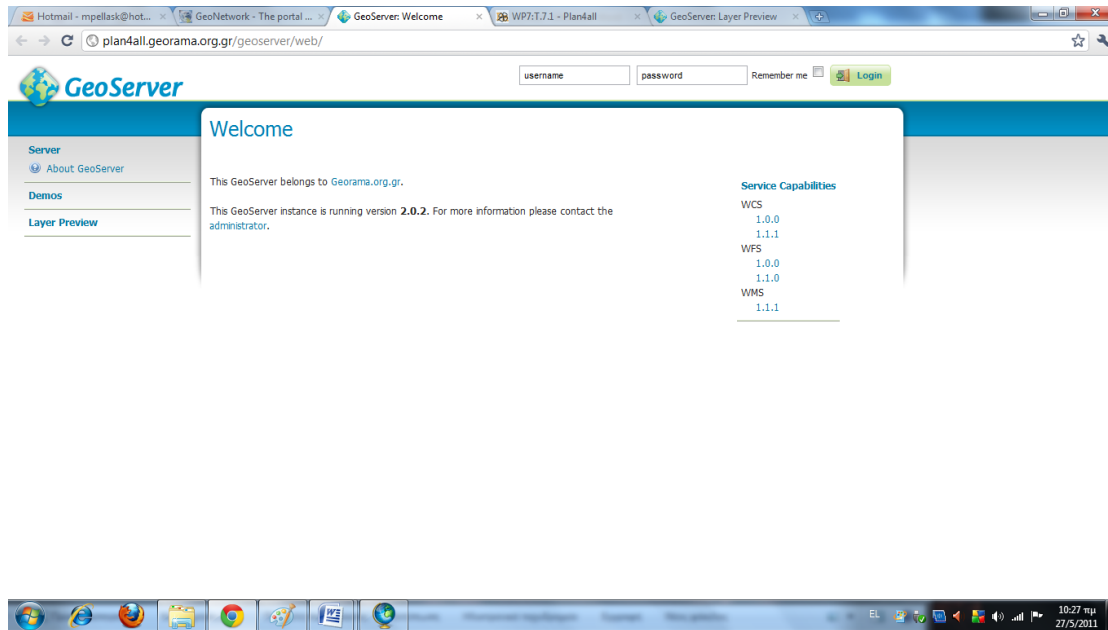 Hotmail - mpellask@hot...
GeoNetwork - The portal ...
GeoServer: Welcome
WP7:T.7.1 - Plan4all
GeoServer: Layer Preview
plan4all.georama.org.gr/geoserver/web/
GeoServer
username
password
Remember me
Login
Welcome
Server
About GeoServer
Demos
Layer Preview
This GeoServer belongs to Georama.org.gr.
This GeoServer instance is running version 2.0.2. For more information please contact the
administrator.
Service Capabilities
WCS
1.0.0
1.1.1
WFS
1.0.0
1.1.0
WMS
1.1.1
EL
10:27 πμ
27/5/2011